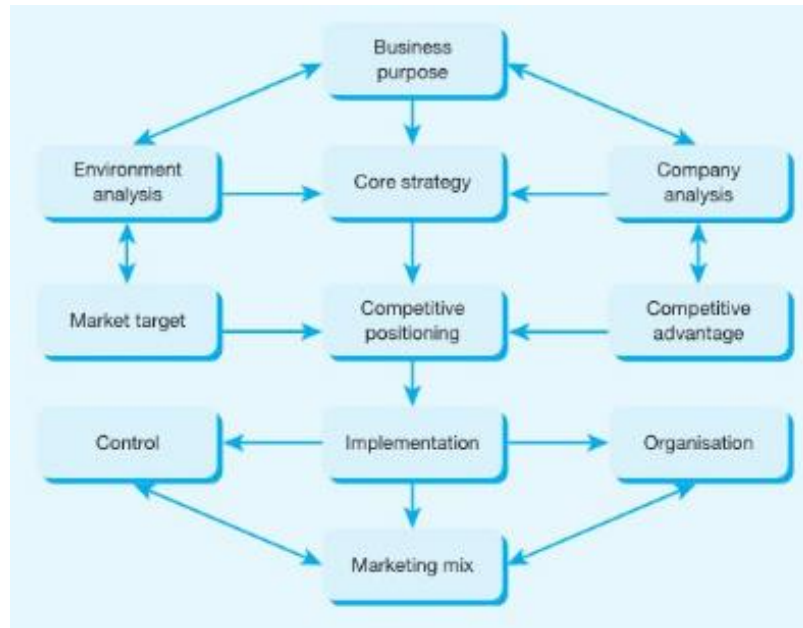 Business
purpose
Environment
analysis
Core strategy
Company
analysis
Market target
Competitive
positioning
Competitive
advantage
Control
Implementation
Organisation
Marketing mix